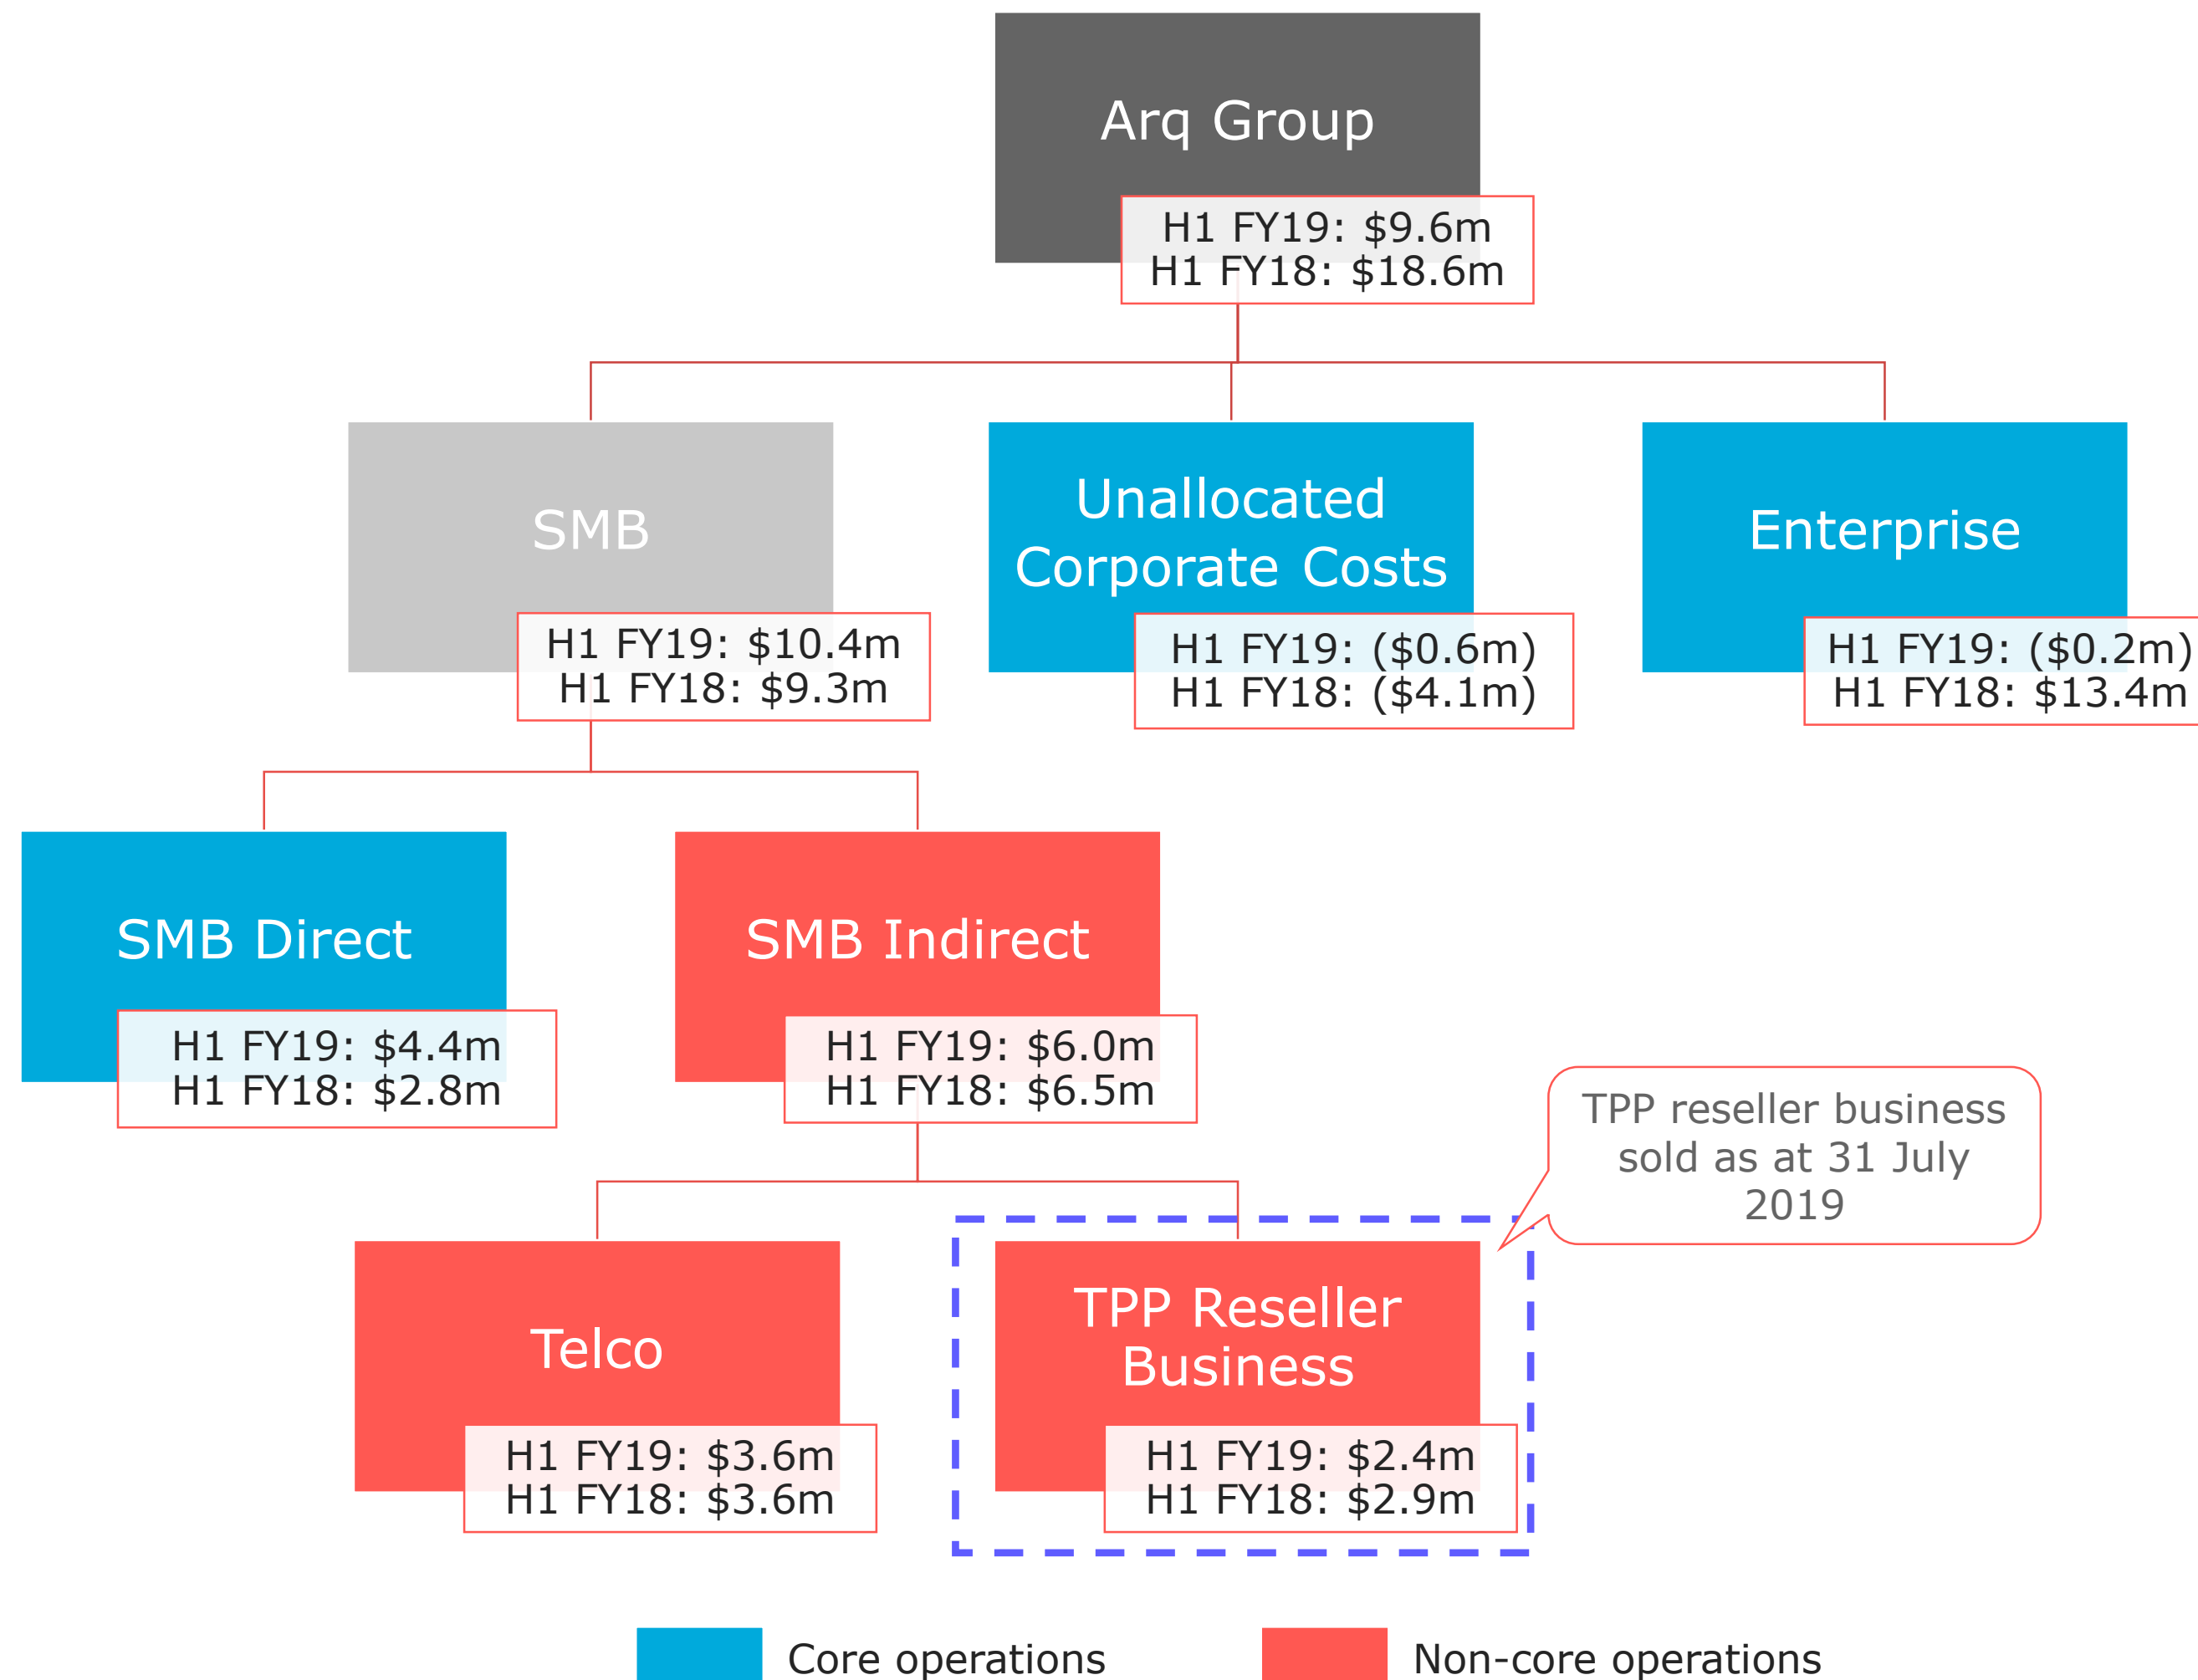 Arq Group
H1 FY19: $9.6m
H1 FY18: $18.6m
SMB
H1 FY19: $10.4m
H1 FY18: $9.3m
Unallocated
Corporate Costs
H1 FY19: ($0.6m)
H1 FY18: ($4.1m)
Enterprise
H1 FY19: ($0.2m)
H1 FY18: $13.4m
SMB Direct
H1 FY19: $4.4m
H1 FY18: $2.8m
SMB Indirect
H1 FY19: $6.0m
H1 FY18: $6.5m
TPP reseller business
sold as at 31 July
2019
Telco
H1 FY19: $3.6m
H1 FY18: $3.6m
TPP Reseller
Business
H1 FY19: $2.4m
H1 FY18: $2.9m
Core operations
Non-core operations